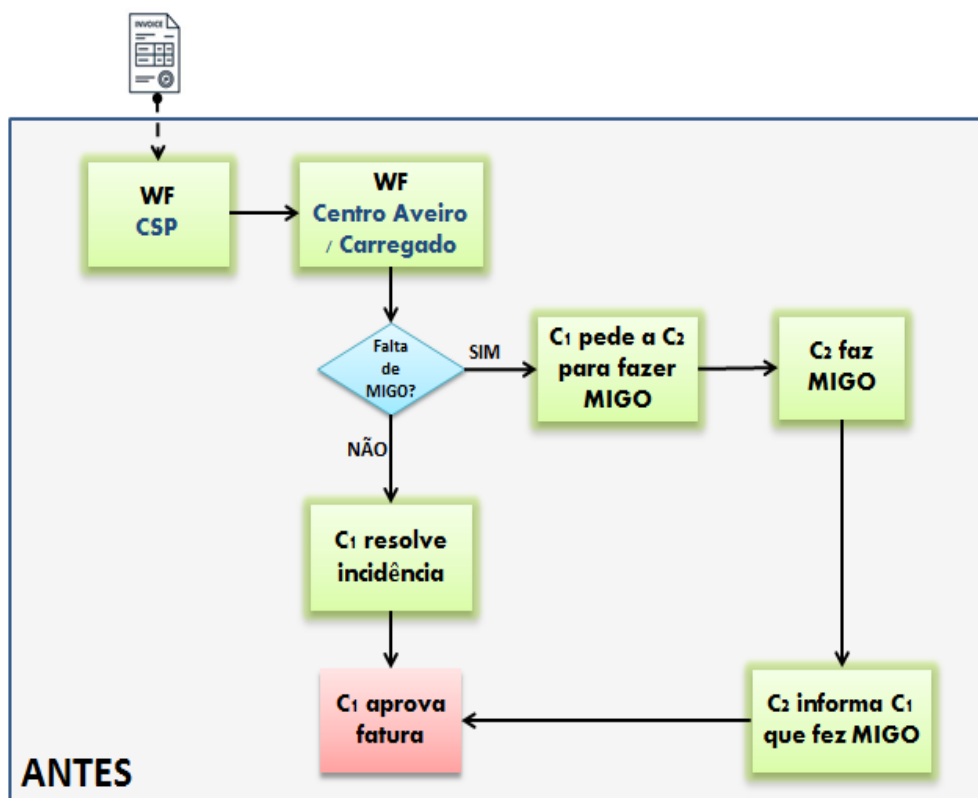 INVOICE
WF
CSP
WF
Centro Aveiro
/ Carregado
Falta
de
MIGO?
SIM
C1 pede a C2
para fazer
MIGO
C2 faz
MIGO
NÃO
C1 resolve
incidência
C1 aprova
fatura
C2 informa C1
que fez MIGO
ANTES